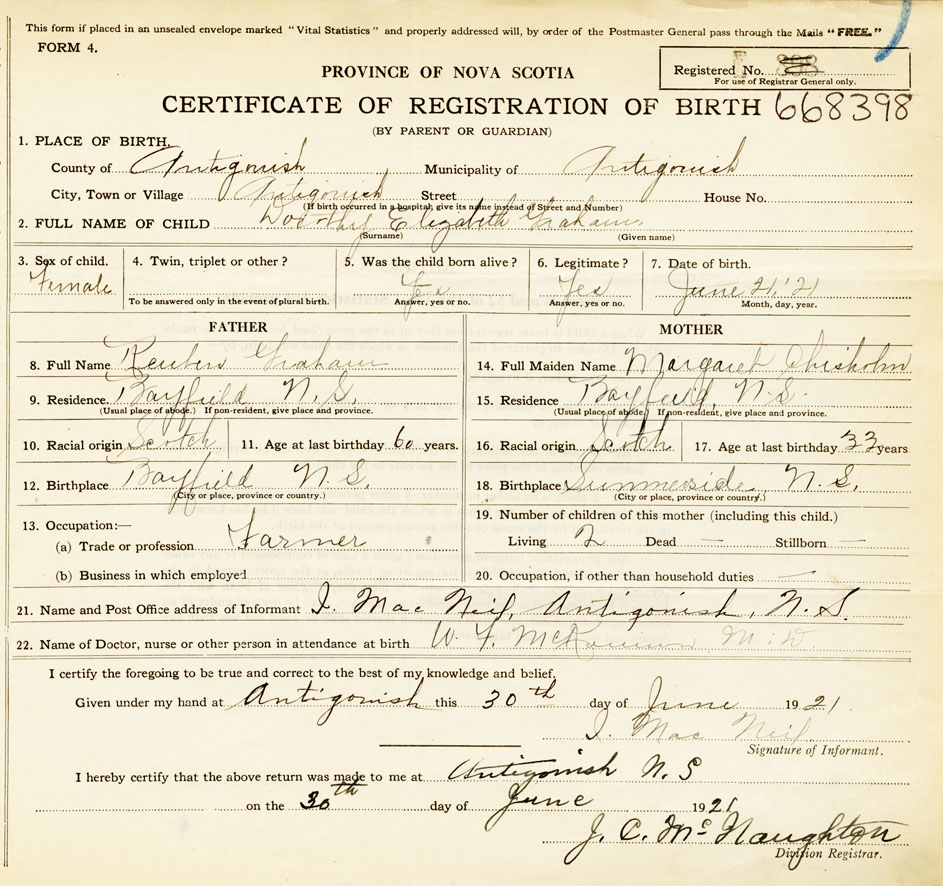 This form if placed in an unsealed envelope marked "Vital Statistics" and properly addressed will, by order of the Postmaster General pass through the Mails "FREE."
FORM 4.
PROVINCE OF NOVA SCOTIA
Registered No.
For use of Registrar General only.
CERTIFICATE OF REGISTRATION OF BIRTH 668398
(BY PARENT OR GUARDIAN)
1. PLACE OF BIRTH.
County of Antigonish Municipality of Antigonish
City, Town or Village Antigonish Street House No.
(If birth occurred in a hospital, give its name instead of Street and Number)
2. FULL NAME OF CHILD Dorothy Elizabeth Graham
(Surname) (Given name)
3. Sex of child. 4. Twin, triplet or other? 5. Was the child born alive? 6. Legitimate? 7. Date of birth.
Female Yes Yes June 21, '21
To be answered only in the event of plural birth. Answer, yes or no. Answer, yes or no. Month, day, year.
FATHER MOTHER
8. Full Name Reuben Graham 14. Full Maiden Name Margaret Chisholm
9. Residence. Bayfield N.S. 15. Residence Bayfield, N.S.
(Usual place of abode.) If non-resident, give place and province. (Usual place of abode.) If non-resident, give place and province.
10. Racial origin Scotch 11. Age at last birthday 60 years. 16. Racial origin Scotch 17. Age at last birthday 33 years
12. Birthplace Bayfield N.S. 18. Birthplace Summerside N.S.
(City or place, province or country.) (City or place, province or country.)
13. Occupation:— 19. Number of children of this mother (including this child.)
(a) Trade or profession Farmer Living 2 Dead — Stillborn —
(b) Business in which employed 20. Occupation, if other than household duties —
21. Name and Post Office address of Informant I. Mac Neil, Antigonish, N.S.
22. Name of Doctor, nurse or other person in attendance at birth W. F. M.D.
I certify the foregoing to be true and correct to the best of my knowledge and belief.
Given under my hand at Antigonish this 30th day of June 1921
I. Mac Neil
Signature of Informant.
I hereby certify that the above return was made to me at Antigonish N.S
on the 30th day of June 1921
J. C. McNaughton
Division Registrar.